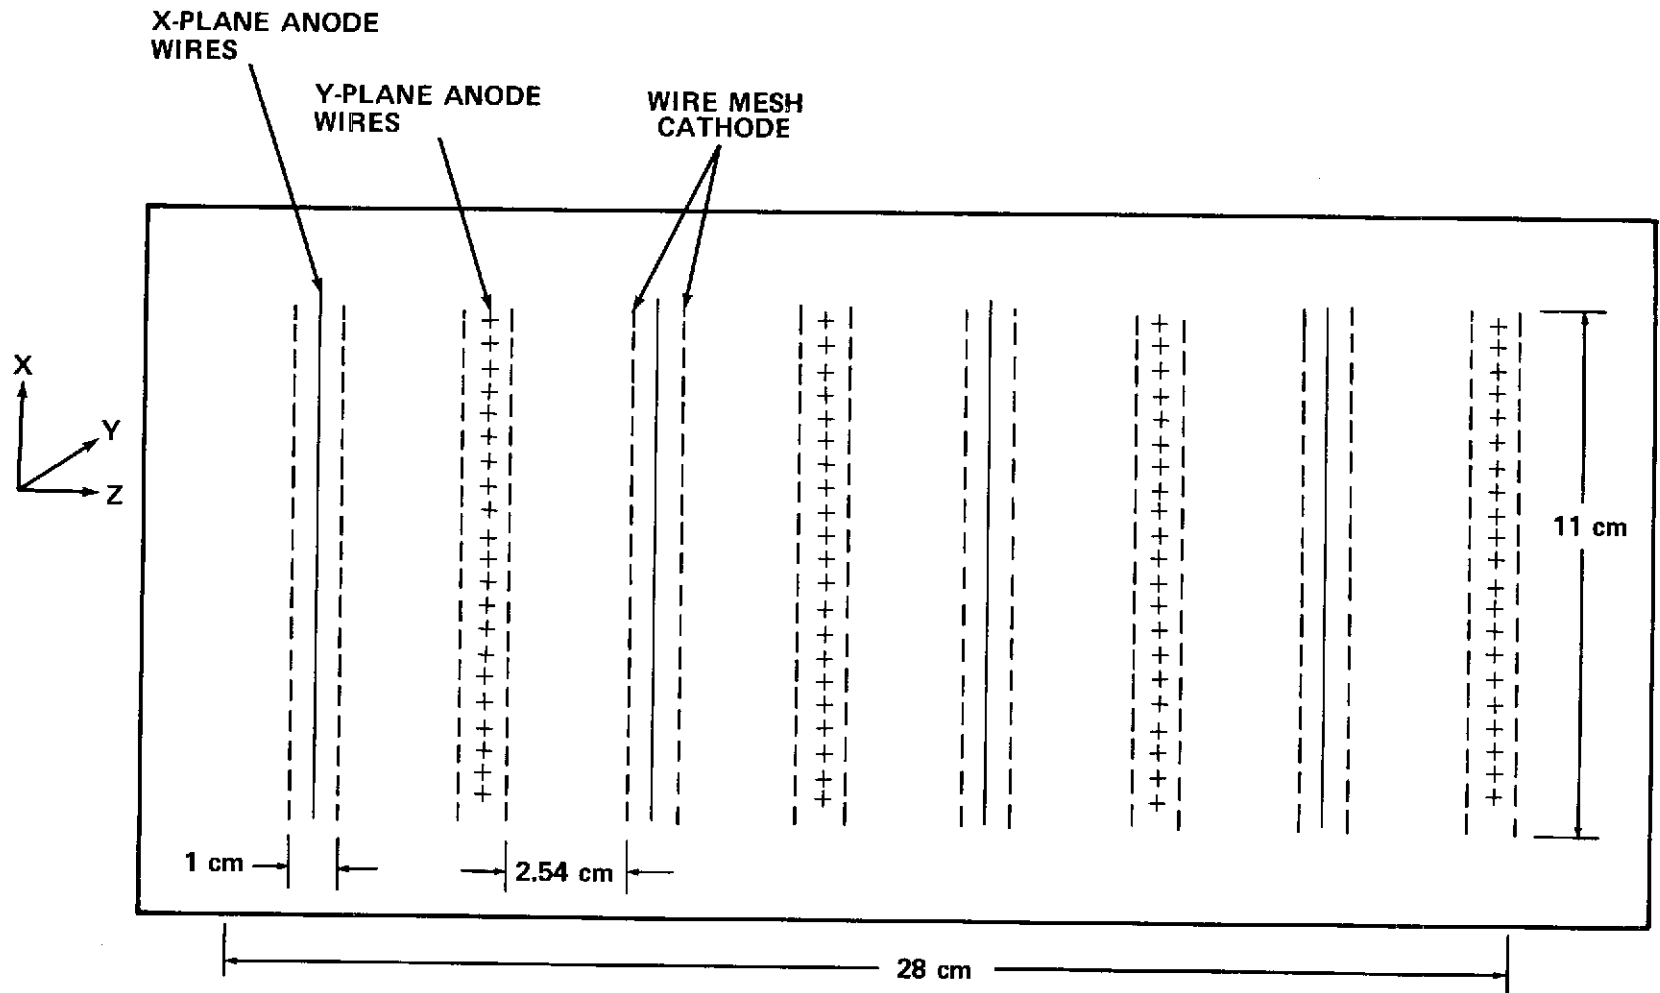 X-PLANE ANODE
WIRES
Y-PLANE ANODE
WIRES
WIRE MESH
CATHODE
X
Y
Z
11 cm
1 cm
2.54 cm
28 cm